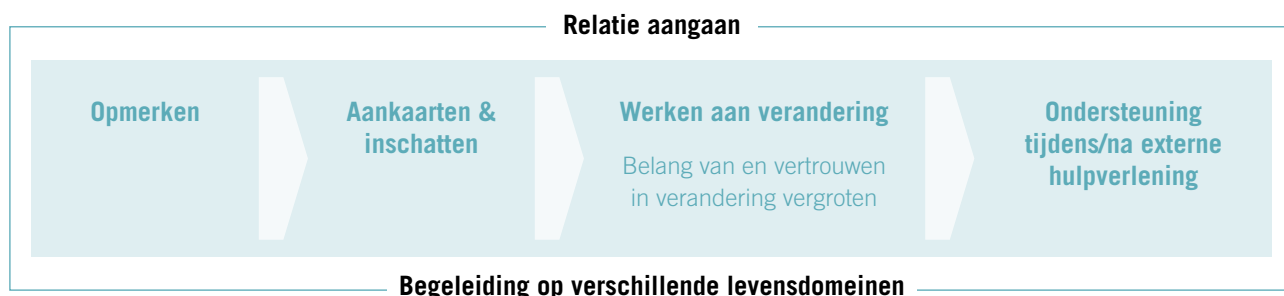 Relatie aangaan
Opmerken
Aankaarten &
inschatten
Werken aan verandering
Belang van en vertrouwen
in verandering vergroten
Ondersteuning
tijdens/na externe
hulpverlening
Begeleiding op verschillende levensdomeinen